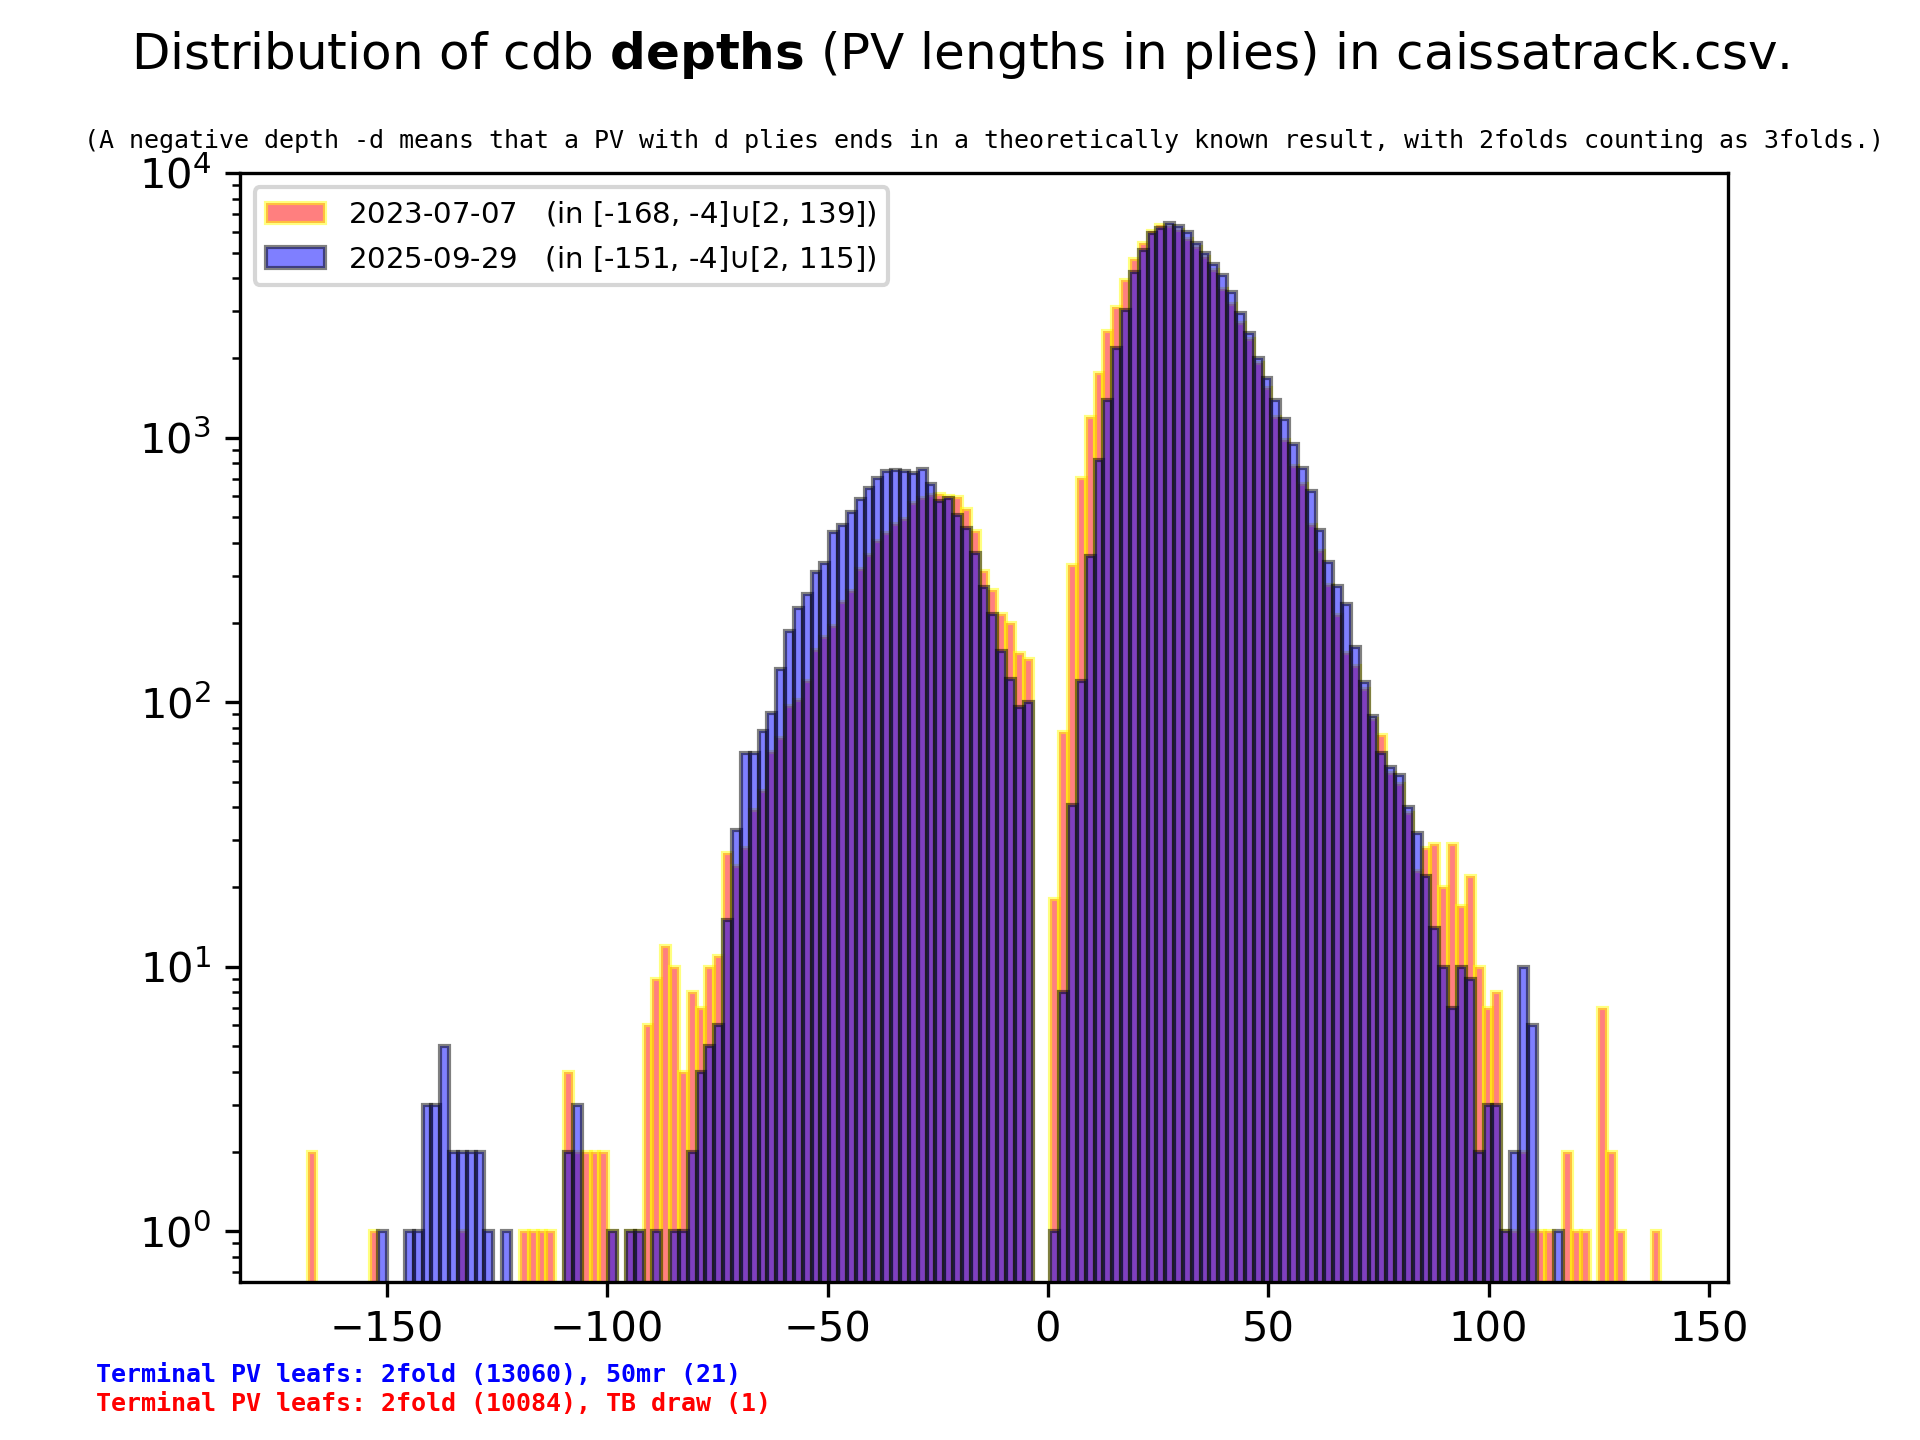 Distribution of cdb depths (PV lengths in plies) in caissatrack.csv.
(A negative depth -d means that a PV with d plies ends in a theoretically known result, with 2folds counting as 3folds.)
2023-07-07 (in [-168, -4]∪[2, 139])
2025-09-29 (in [-151, -4]∪[2, 115])
10⁴
10³
10²
10¹
10⁰
−150 −100 −50 0 50 100 150
Terminal PV leafs: 2fold (13060), 50mr (21)
Terminal PV leafs: 2fold (10084), TB draw (1)